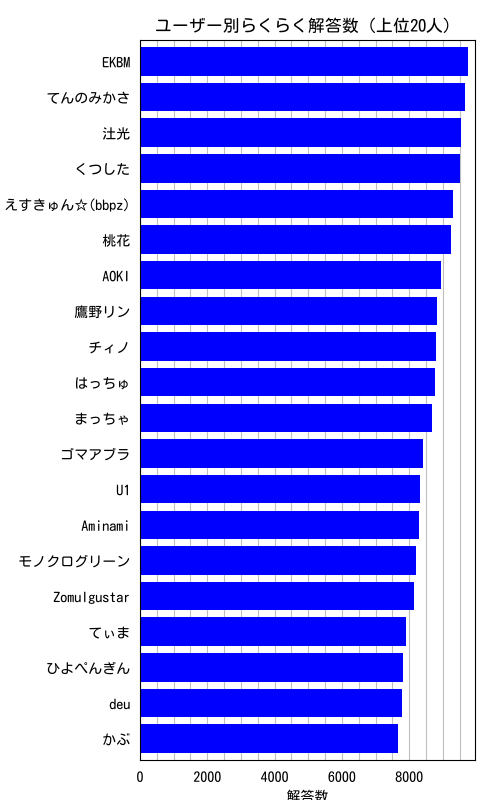 ユーザー別らくらく解答数 (上位20人)
EKBM
てんのみかさ
注光
くつした
えすきゅん☆(bbpz)
桃花
AOKI
鷹野リン
チィノ
はっちゅ
まっちゃ
ゴマアブラ
U1
Aminami
モノクログリーン
Zomulgustar
てぃま
ひよぺんぎん
deu
かぶ
0 2000 4000 6000 8000
解答数